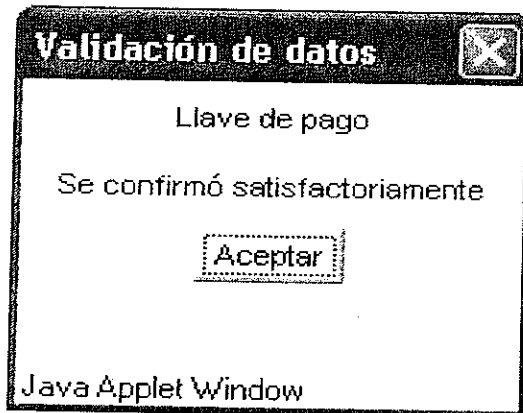 Validación de datos
Llave de pago
Se confirmó satisfactoriamente
Aceptar
Java Applet Window